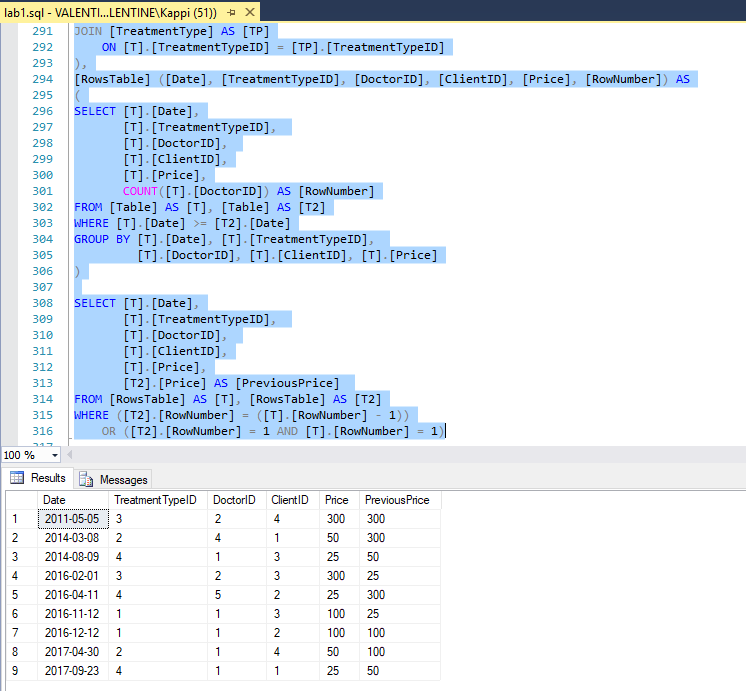 lab1.sql - VALENTI...LENTINE\Kappi (51))
291 JOIN [TreatmentType] AS [TP]
292 ON [T].[TreatmentTypeID] = [TP].[TreatmentTypeID]
293 ),
294 [RowsTable] ([Date], [TreatmentTypeID], [DoctorID], [ClientID], [Price], [RowNumber]) AS
295 (
296 SELECT [T].[Date],
297 [T].[TreatmentTypeID],
298 [T].[DoctorID],
299 [T].[ClientID],
300 [T].[Price],
301 COUNT([T].[DoctorID]) AS [RowNumber]
302 FROM [Table] AS [T], [Table] AS [T2]
303 WHERE [T].[Date] >= [T2].[Date]
304 GROUP BY [T].[Date], [T].[TreatmentTypeID],
305 [T].[DoctorID], [T].[ClientID], [T].[Price]
306 )
307
308 SELECT [T].[Date],
309 [T].[TreatmentTypeID],
310 [T].[DoctorID],
311 [T].[ClientID],
312 [T].[Price],
313 [T2].[Price] AS [PreviousPrice]
314 FROM [RowsTable] AS [T], [RowsTable] AS [T2]
315 WHERE ([T2].[RowNumber] = ([T].[RowNumber] - 1))
316 OR ([T2].[RowNumber] = 1 AND [T].[RowNumber] = 1)
317
100 %
Results Messages
Date TreatmentTypeID DoctorID ClientID Price PreviousPrice
1 2011-05-05 3 2 4 300 300
2 2014-03-08 2 4 1 50 300
3 2014-08-09 4 1 3 25 50
4 2016-02-01 3 2 3 300 25
5 2016-04-11 4 5 2 25 300
6 2016-11-12 1 1 3 100 25
7 2016-12-12 1 1 2 100 100
8 2017-04-30 2 1 4 50 100
9 2017-09-23 4 1 1 25 50